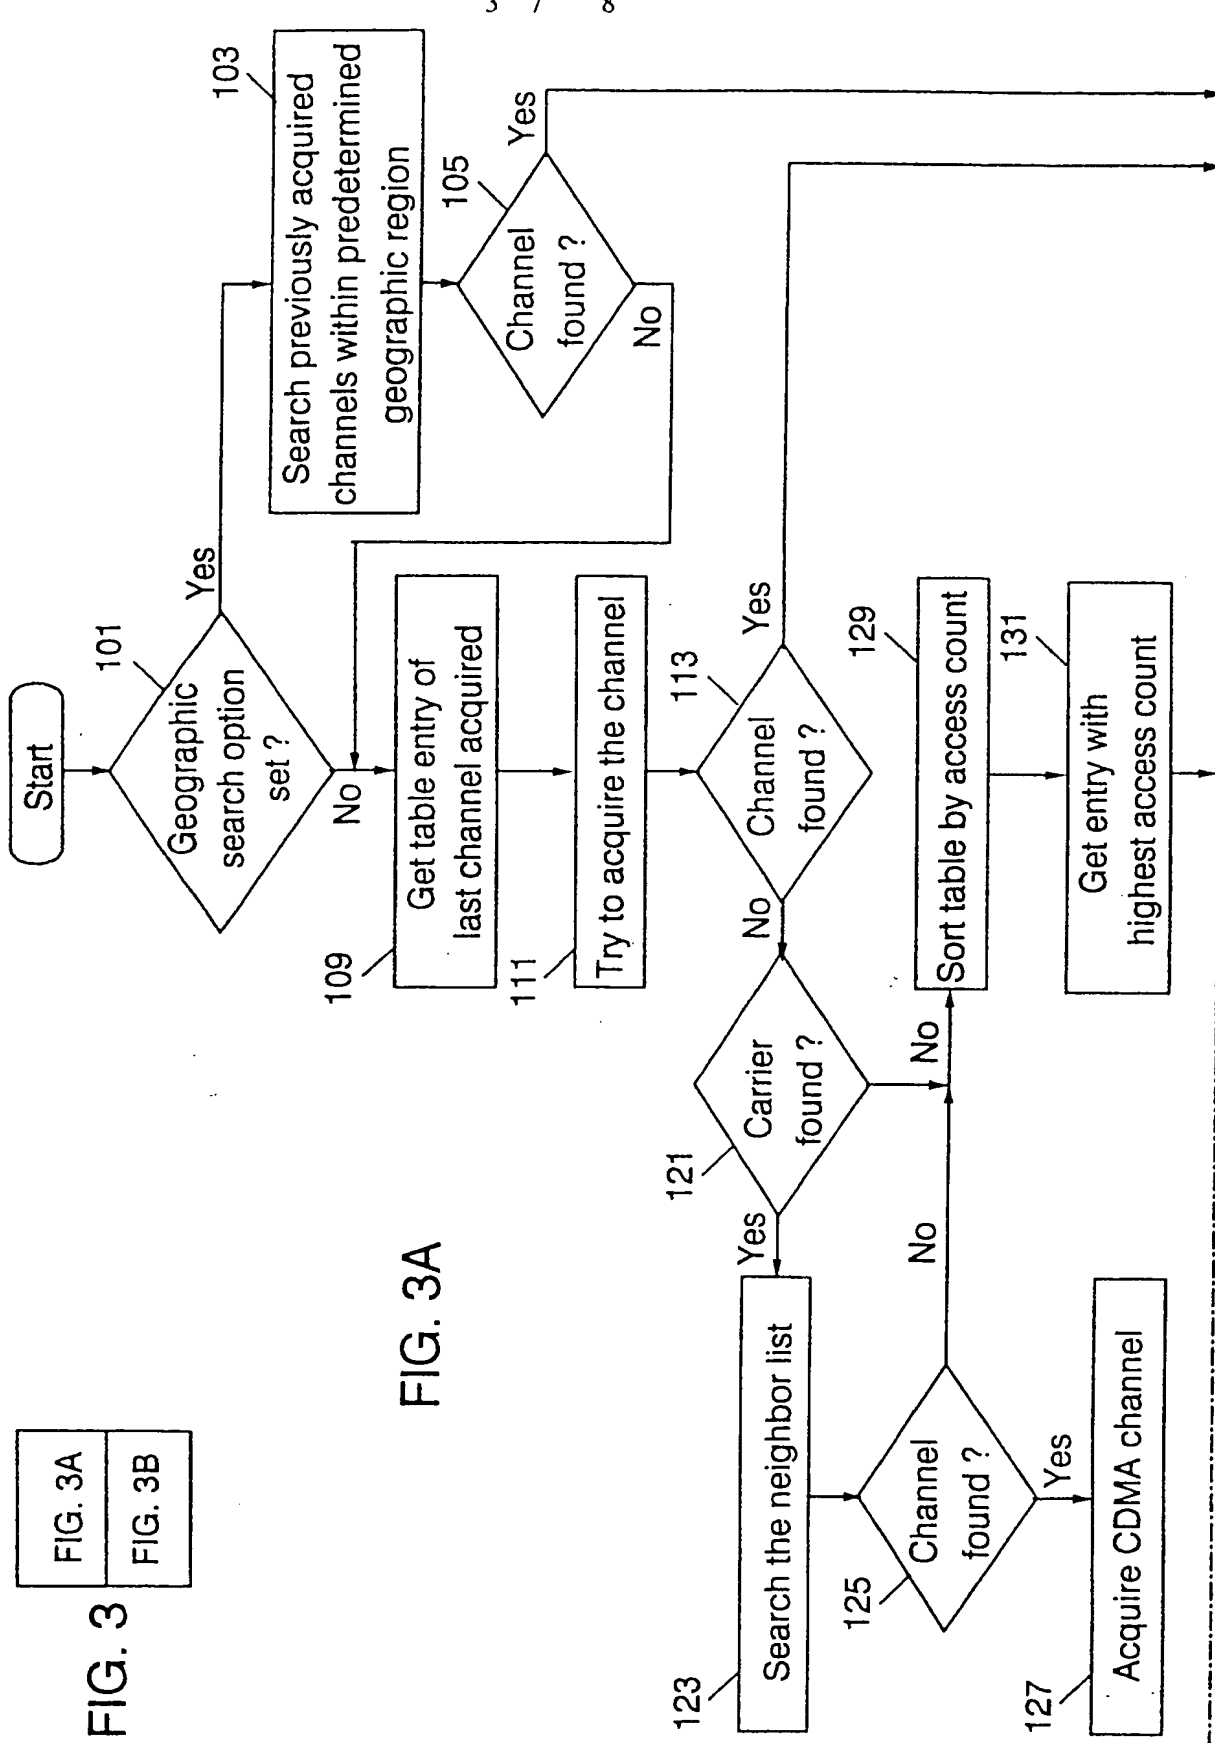 3 7 8
FIG. 3
FIG. 3A
FIG. 3B
FIG. 3A
Start
101
Geographic
search option
set ?
Yes
No
103
Search previously acquired
channels within predetermined
geographic region
105
Channel
found ?
Yes
No
109
Get table entry of
last channel acquired
111
Try to acquire the channel
113
Channel
found ?
Yes
No
121
Carrier
found ?
Yes
No
123
Search the neighbor list
125
Channel
found ?
No
Yes
127
Acquire CDMA channel
129
Sort table by access count
131
Get entry with
highest access count